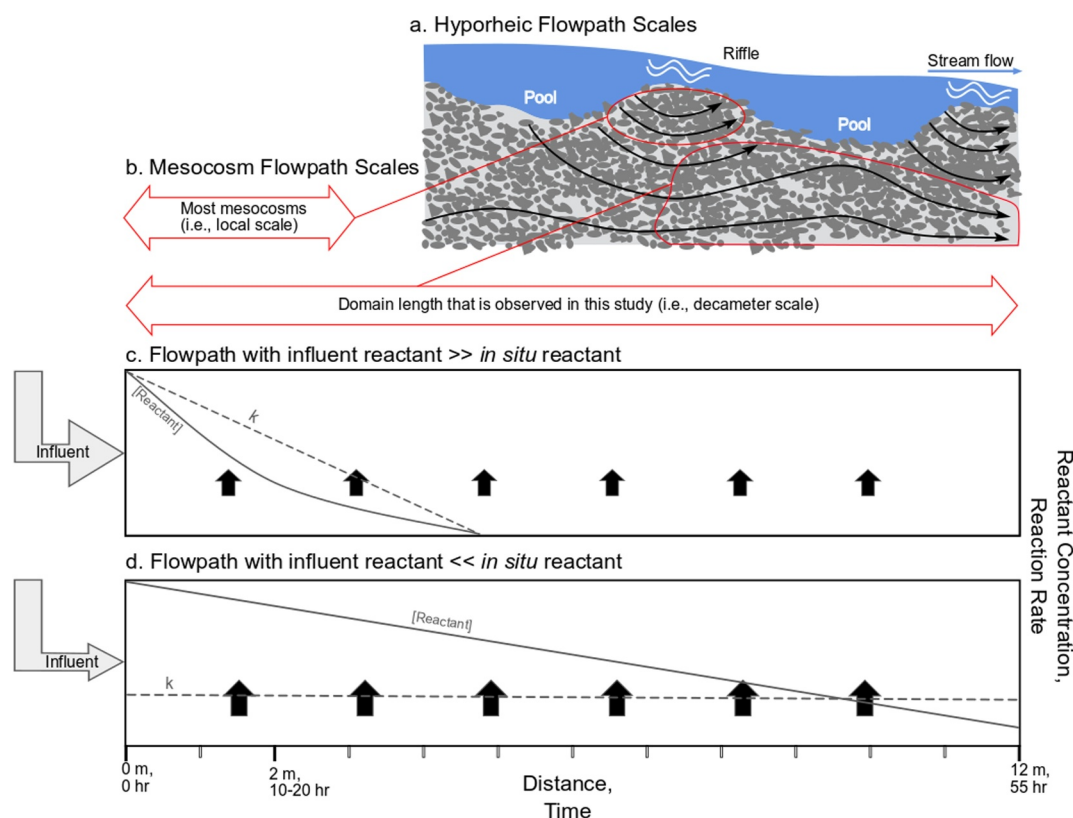 a. Hyporheic Flowpath Scales
Riffle
Stream flow
Pool
Pool
b. Mesocosm Flowpath Scales
Most mesocosms
(i.e., local scale)
Domain length that is observed in this study (i.e., decameter scale)
c. Flowpath with influent reactant >> in situ reactant
[Reactant]
k
Influent
d. Flowpath with influent reactant << in situ reactant
[Reactant]
k
Influent
Reactant Concentration,
Reaction Rate
0 m,
0 hr
2 m,
10-20 hr
Distance,
Time
12 m,
55 hr